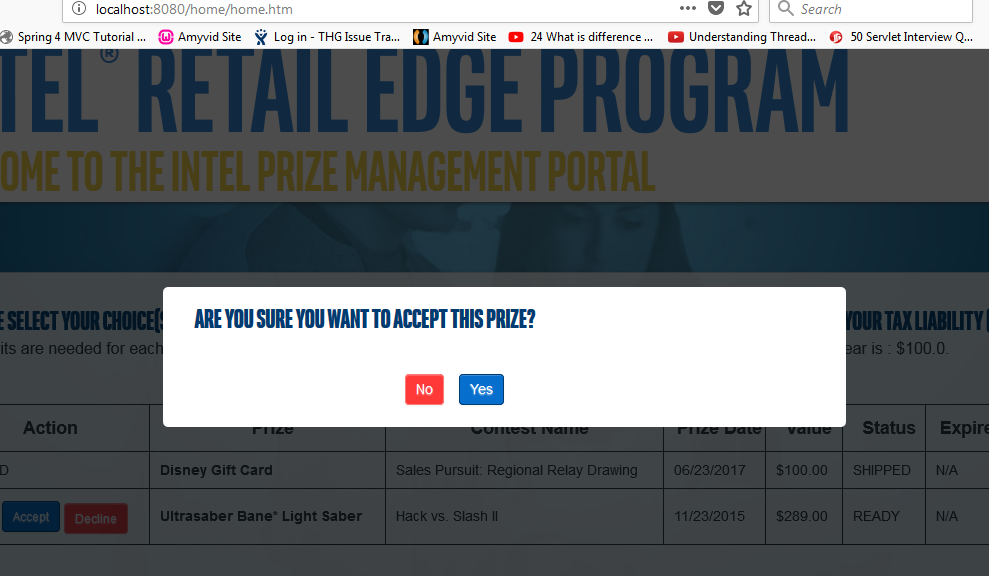 localhost:8080/home/home.htm
Search
Spring 4 MVC Tutorial ... Amyvid Site Log in - THG Issue Tra... Amyvid Site 24 What is difference ... Understanding Thread... 50 Servlet Interview Q...
TEL® RETAIL EDGE PROGRAM
OME TO THE INTEL PRIZE MANAGEMENT PORTAL
E SELECT YOUR CHOICE(S
YOUR TAX LIABILITY (
its are needed for each
ear is : $100.0.
ARE YOU SURE YOU WANT TO ACCEPT THIS PRIZE?
No Yes
Action Prize Contest Name Prize Date Value Status Expire
D Disney Gift Card Sales Pursuit: Regional Relay Drawing 06/23/2017 $100.00 SHIPPED N/A
Accept Decline Ultrasaber Bane* Light Saber Hack vs. Slash II 11/23/2015 $289.00 READY N/A